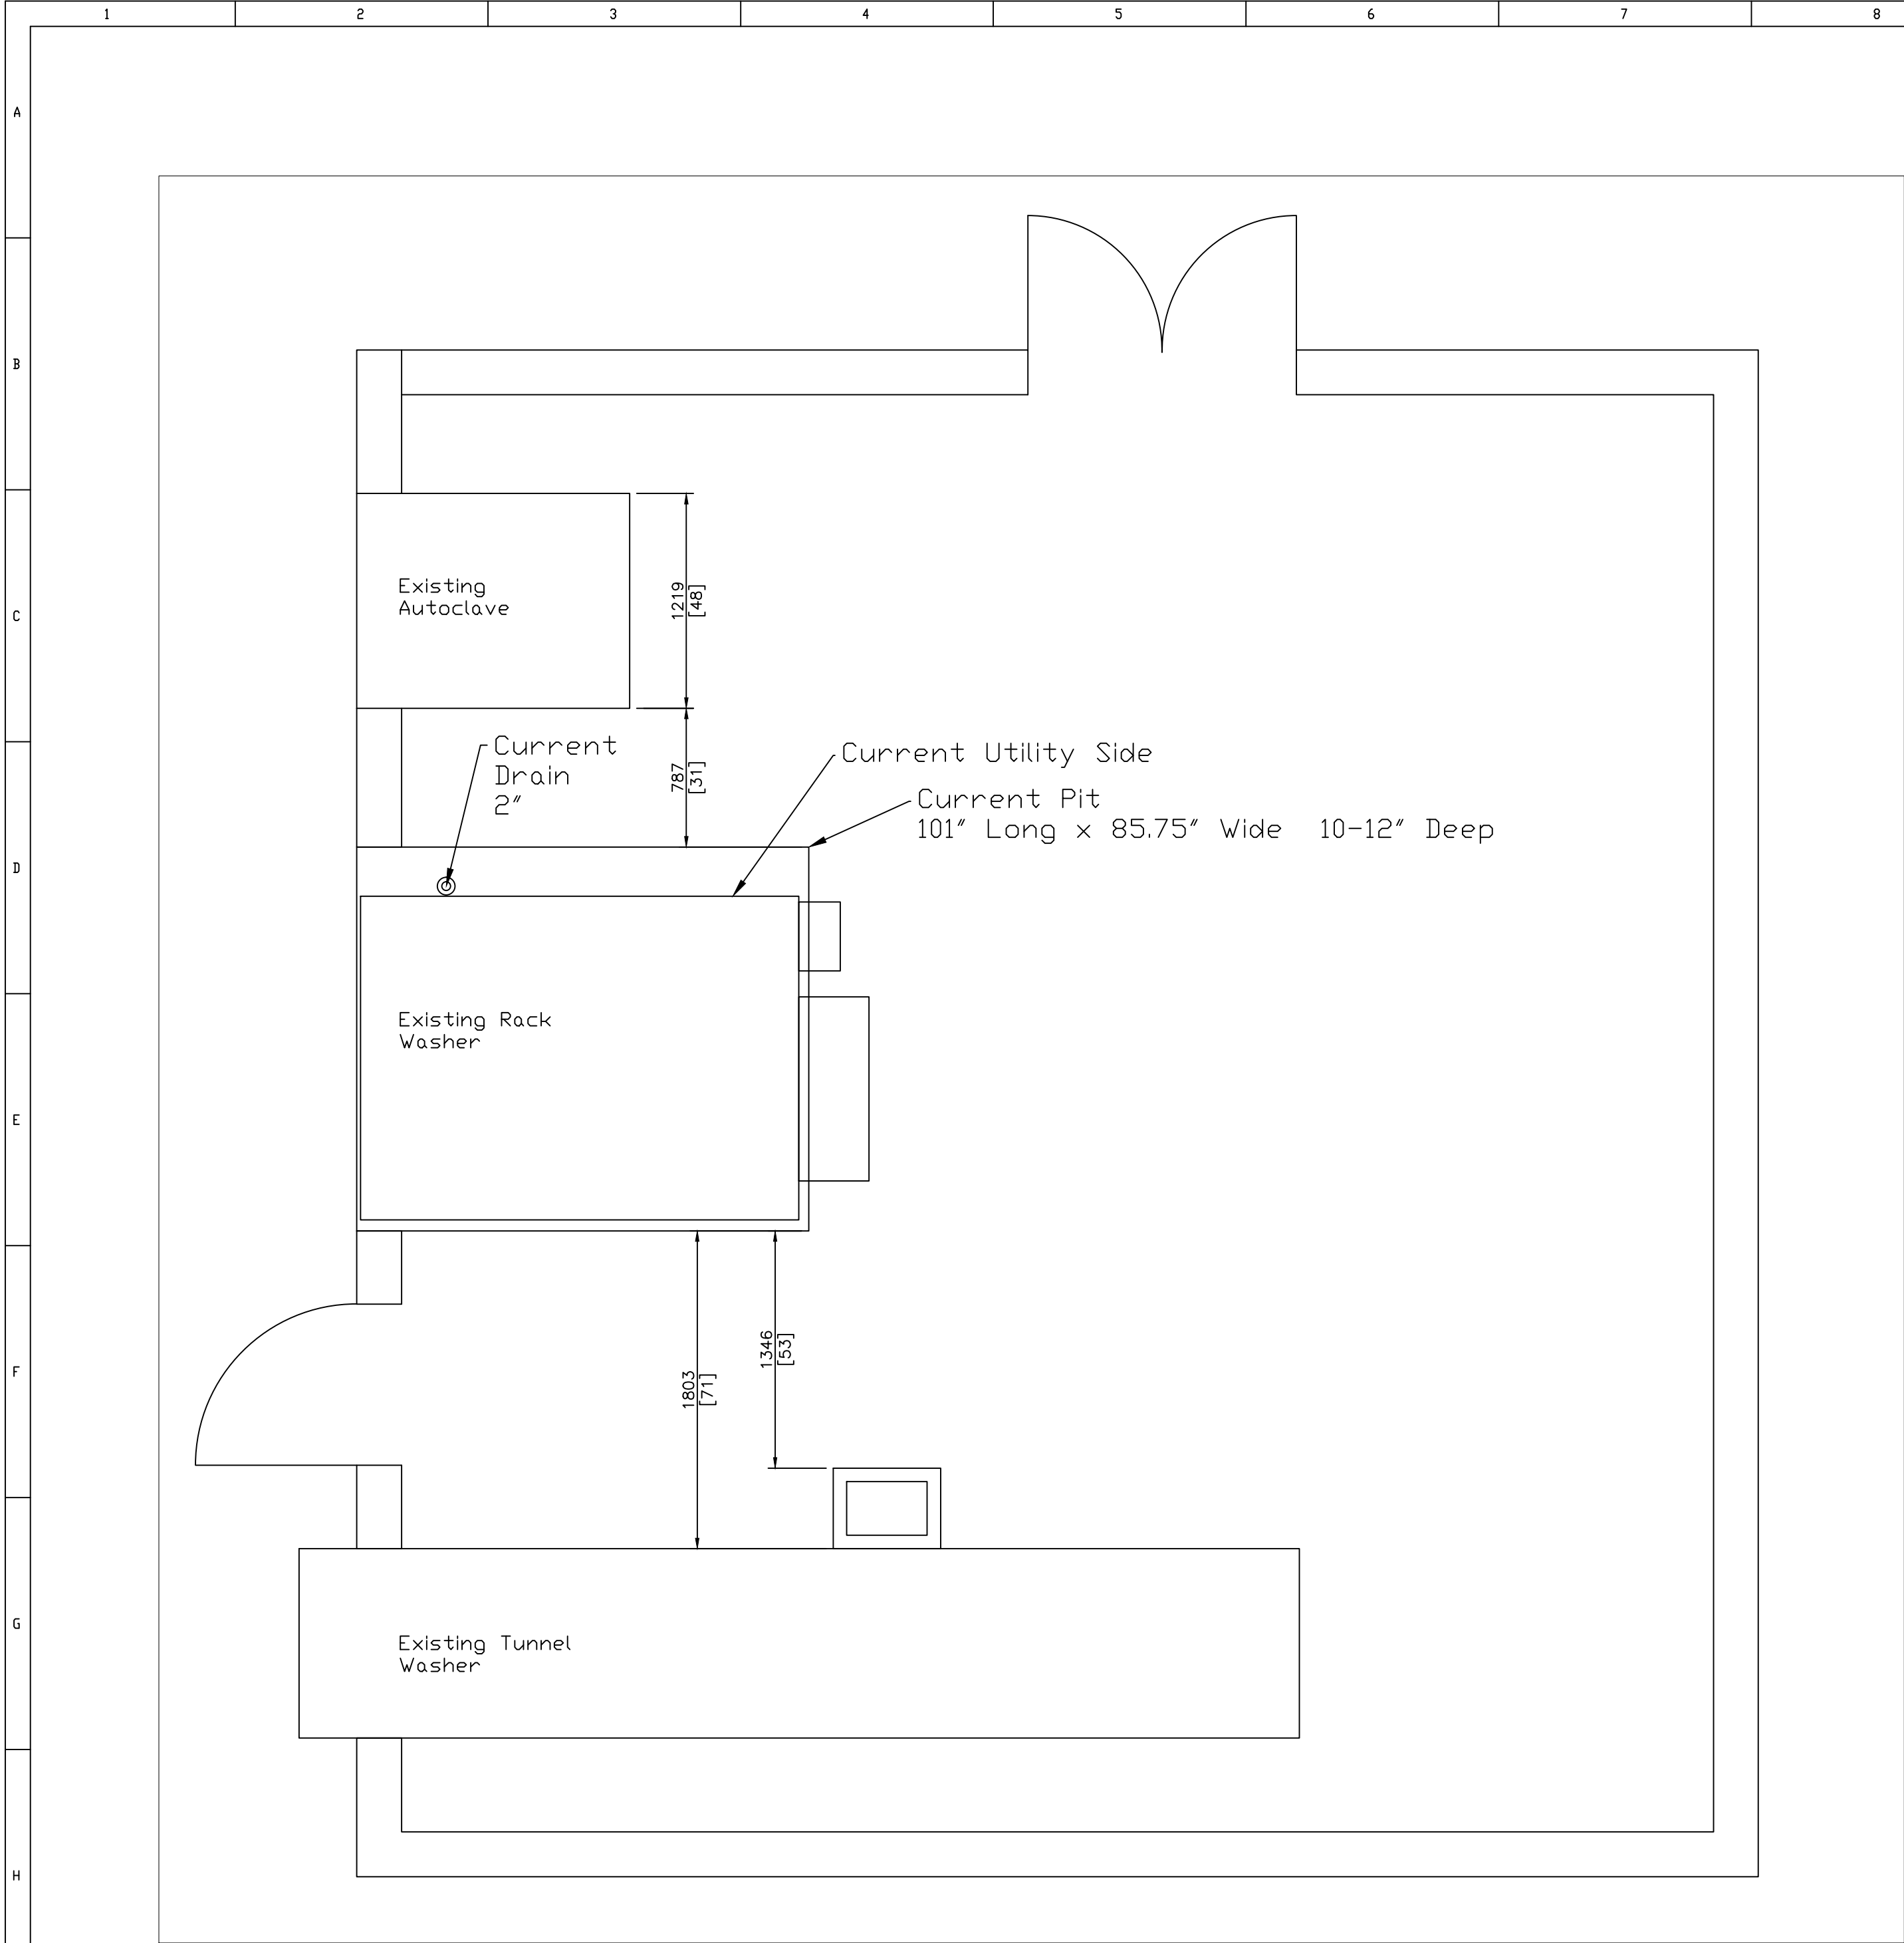 1 2 3 4 5 6 7 8
A
B
C
D
E
F
G
H
Existing
Autoclave
1219
[48]
787
[31]
Current
Drain
2"
Current Utility Side
Current Pit
101" Long x 85.75" Wide 10-12" Deep
Existing Rack
Washer
1346
[53]
1803
[71]
Existing Tunnel
Washer